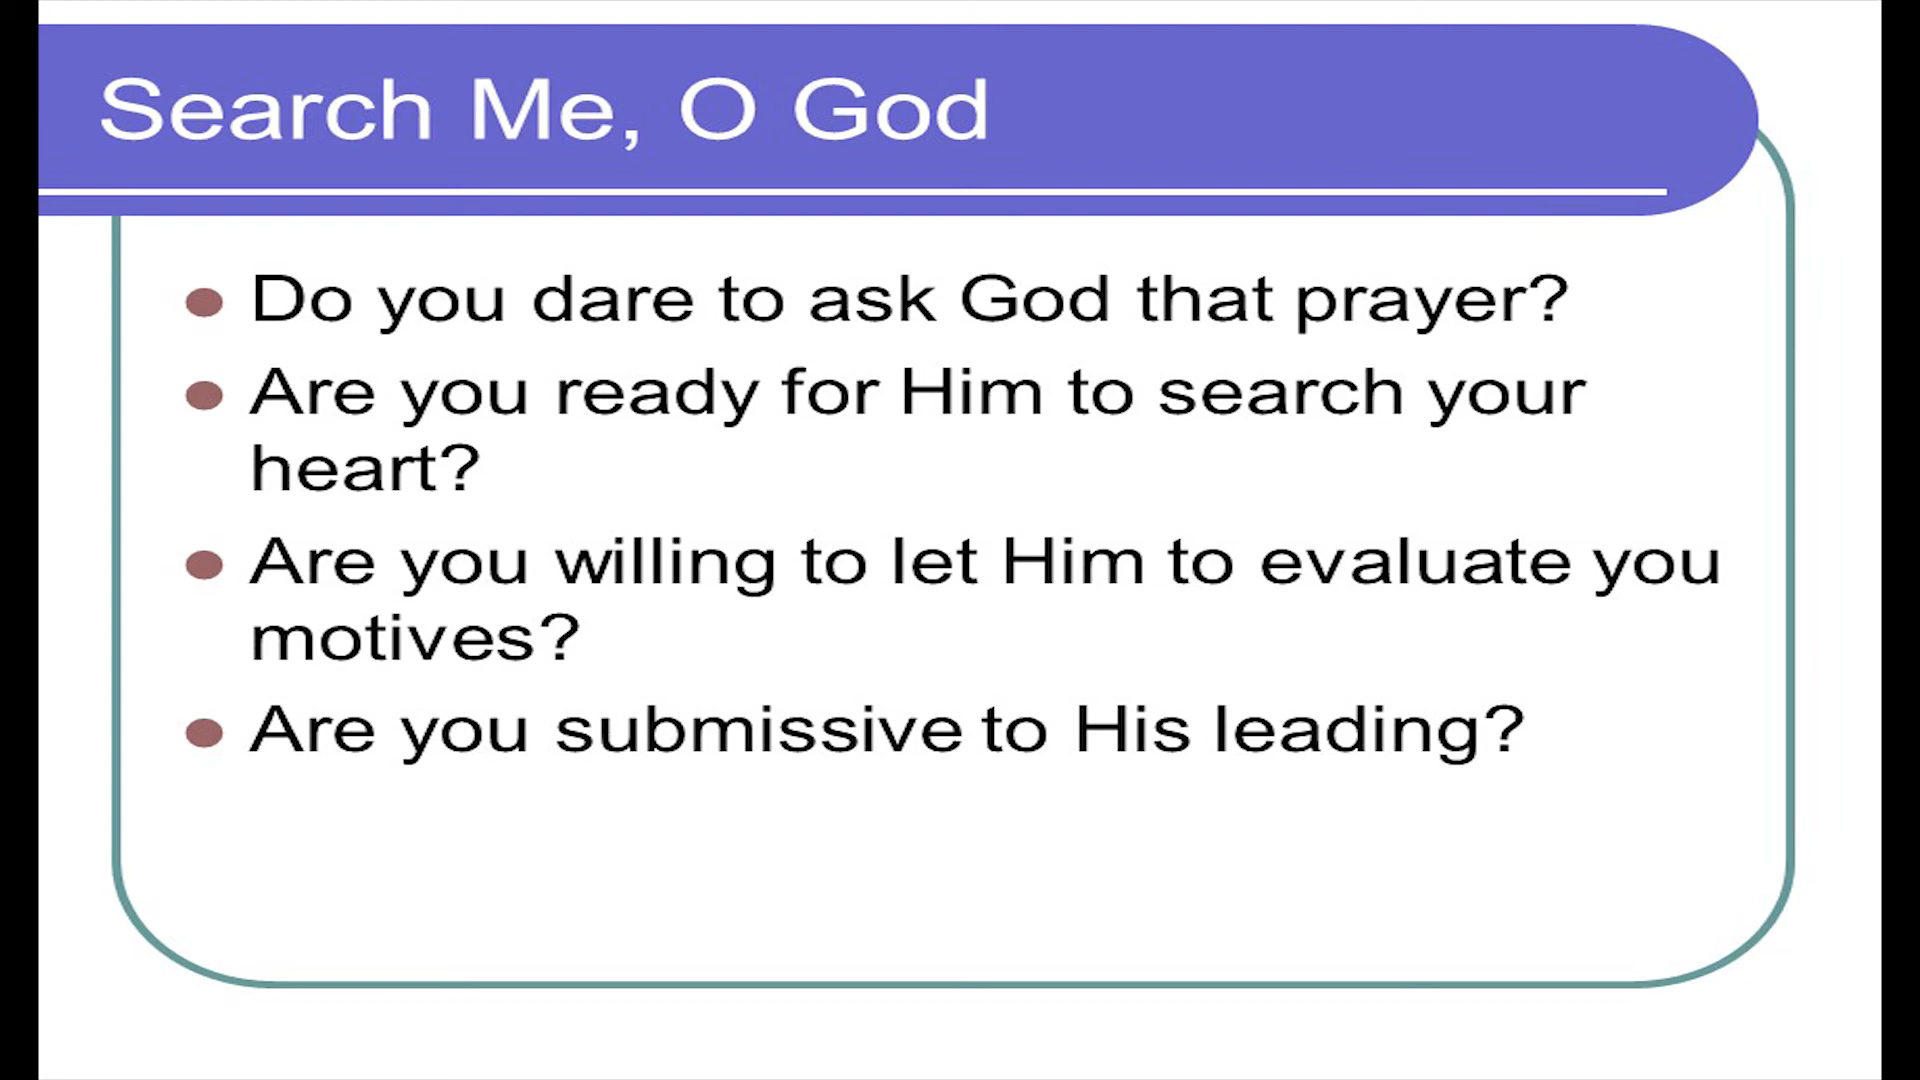 Search Me, O God
Do you dare to ask God that prayer?
Are you ready for Him to search your
heart?
Are you willing to let Him to evaluate you
motives?
Are you submissive to His leading?